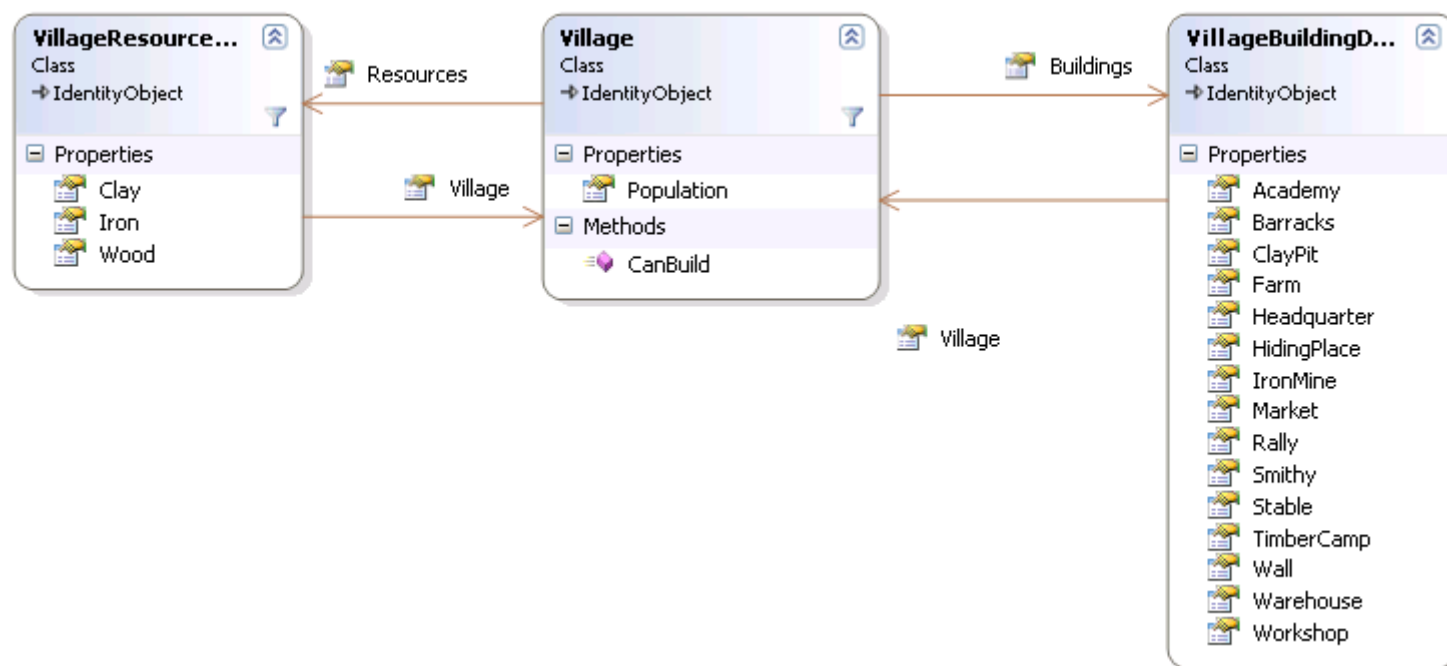 VillageResource...
Class
IdentityObject
Properties
Clay
Iron
Wood
Resources
Village
Village
Class
IdentityObject
Properties
Population
Methods
CanBuild
Buildings
Village
VillageBuildingD...
Class
IdentityObject
Properties
Academy
Barracks
ClayPit
Farm
Headquarter
HidingPlace
IronMine
Market
Rally
Smithy
Stable
TimberCamp
Wall
Warehouse
Workshop